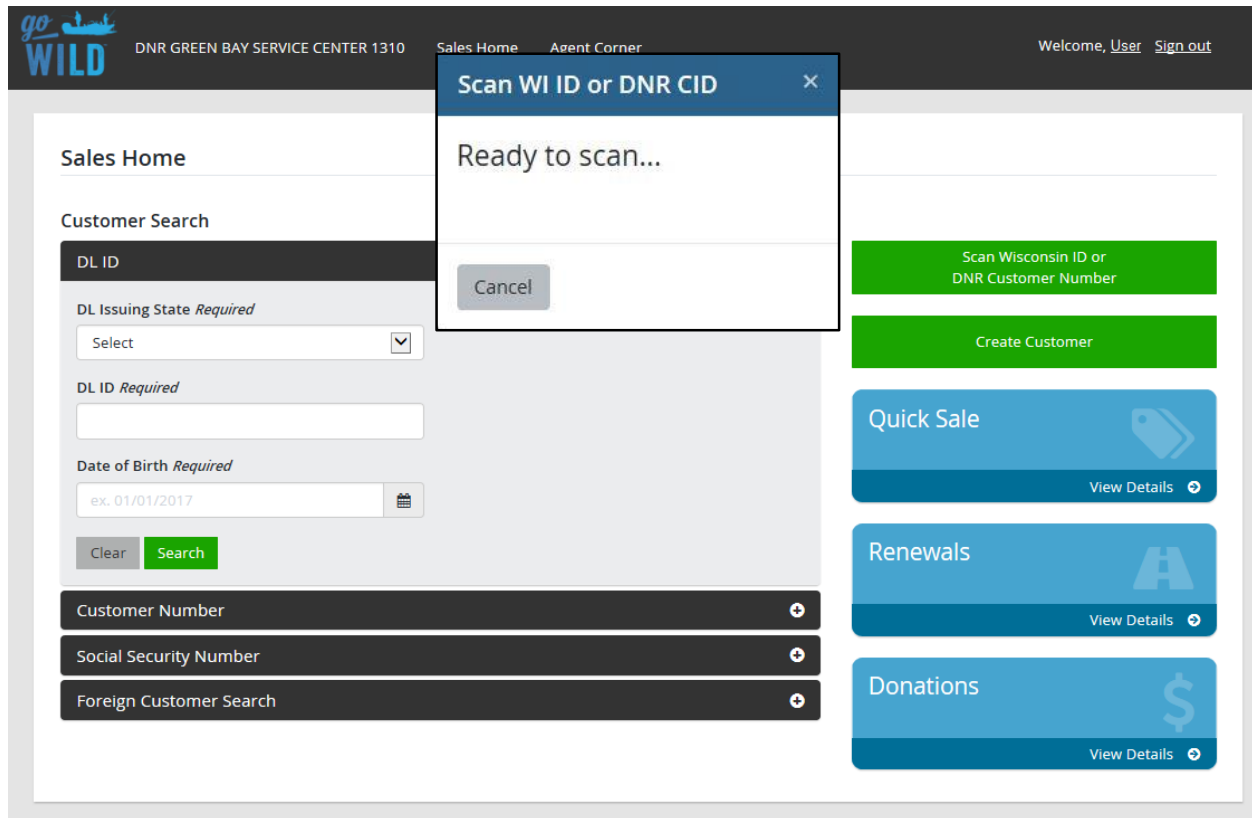 go
WILD
DNR GREEN BAY SERVICE CENTER 1310 Sales Home Agent Corner Welcome, User Sign out
Scan WI ID or DNR CID ×
Ready to scan...
Cancel
Sales Home
Customer Search
DL ID
DL Issuing State Required
Select
DL ID Required
Date of Birth Required
ex. 01/01/2017
Clear Search
Customer Number
Social Security Number
Foreign Customer Search
Scan Wisconsin ID or
DNR Customer Number
Create Customer
Quick Sale
View Details
Renewals
View Details
Donations
$
View Details